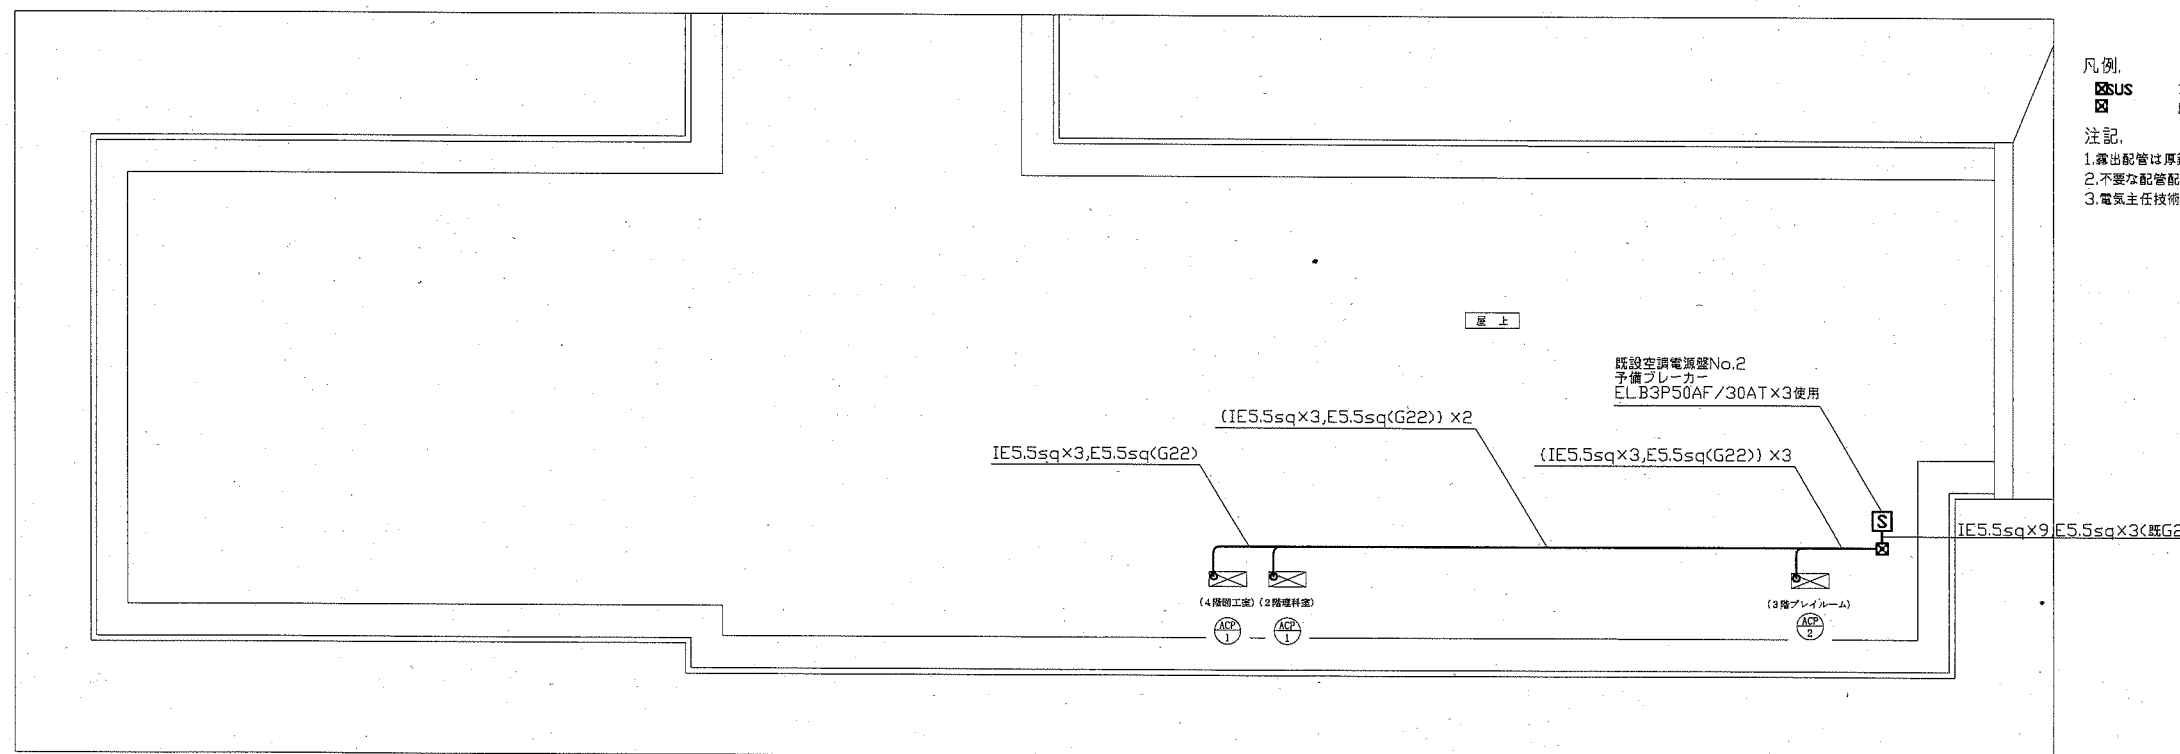 凡例.
SUS
注記.
1.露出配管は厚
2.不要な配管配
3.電気主任技術
屋 上
既設空調電源盤No.2
予備ブレーカー
ELB3P50AF/30AT×3使用
(IE5.5sq×3,E5.5sq(G22)) ×2
IE5.5sq×3,E5.5sq(G22)
(IE5.5sq×3,E5.5sq(G22)) ×3
S
IE5.5sq×9,E5.5sq×3(既G2
(4階図工室) (2階理科室)
(3階プレイルーム)
ACP
1
ACP
1
ACP
2